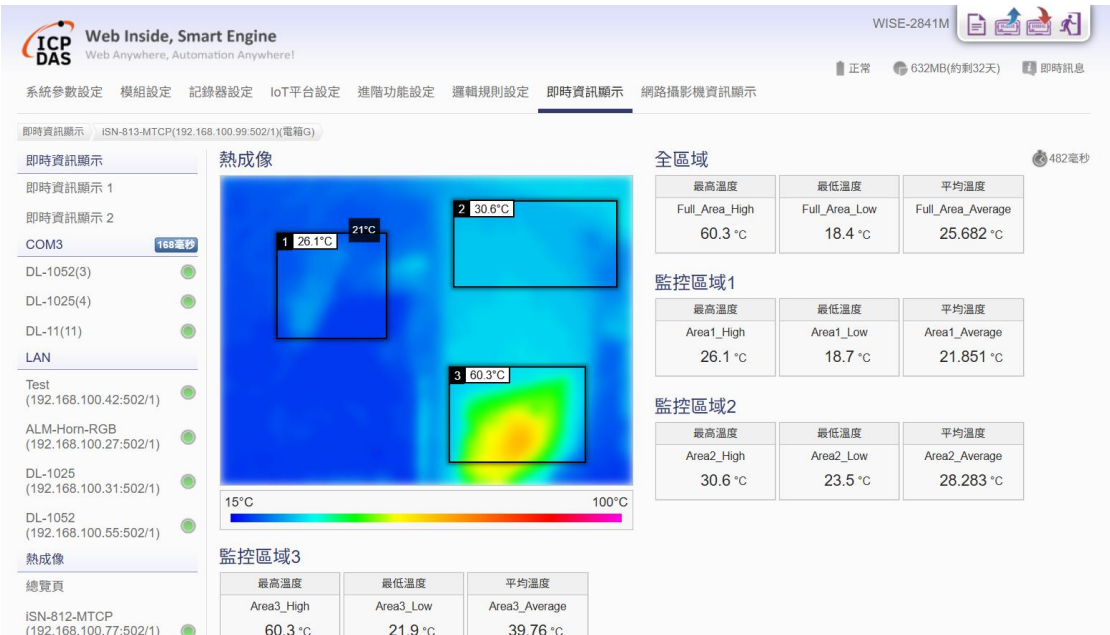 ICP
DAS
Web Inside, Smart Engine
Web Anywhere, Automation Anywhere!
WISE-2841M
正常
632MB(約剩32天)
即時訊息
系統參數設定 模組設定 記錄器設定 IoT平台設定 進階功能設定 邏輯規則設定 即時資訊顯示 網路攝影機資訊顯示
即時資訊顯示 iSN-813-MTCP(192.168.100.99:502/1)(電箱G)
即時資訊顯示
即時資訊顯示 1
即時資訊顯示 2
COM3 168毫秒
DL-1052(3)
DL-1025(4)
DL-11(11)
LAN
Test
(192.168.100.42:502/1)
ALM-Horn-RGB
(192.168.100.27:502/1)
DL-1025
(192.168.100.31:502/1)
DL-1052
(192.168.100.55:502/1)
熱成像
總覽頁
iSN-812-MTCP
(192.168.100.77:502/1)
熱成像
1 26.1°C
21°C
2 30.6°C
3 60.3°C
15°C 100°C
監控區域3
最高溫度 最低溫度 平均溫度
Area3_High Area3_Low Area3_Average
60.3 °C 21.9 °C 39.76 °C
全區域
482毫秒
最高溫度 最低溫度 平均溫度
Full_Area_High Full_Area_Low Full_Area_Average
60.3 °C 18.4 °C 25.682 °C
監控區域1
最高溫度 最低溫度 平均溫度
Area1_High Area1_Low Area1_Average
26.1 °C 18.7 °C 21.851 °C
監控區域2
最高溫度 最低溫度 平均溫度
Area2_High Area2_Low Area2_Average
30.6 °C 23.5 °C 28.283 °C